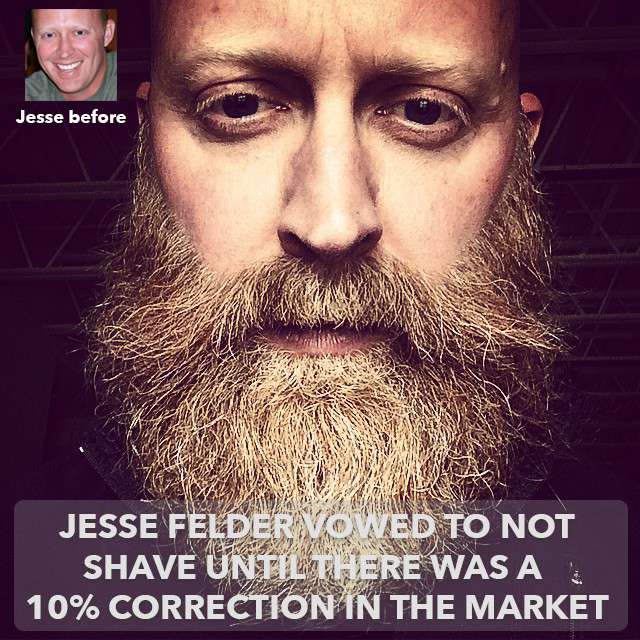 Jesse before
JESSE FELDER VOWED TO NOT
SHAVE UNTIL THERE WAS A
10% CORRECTION IN THE MARKET